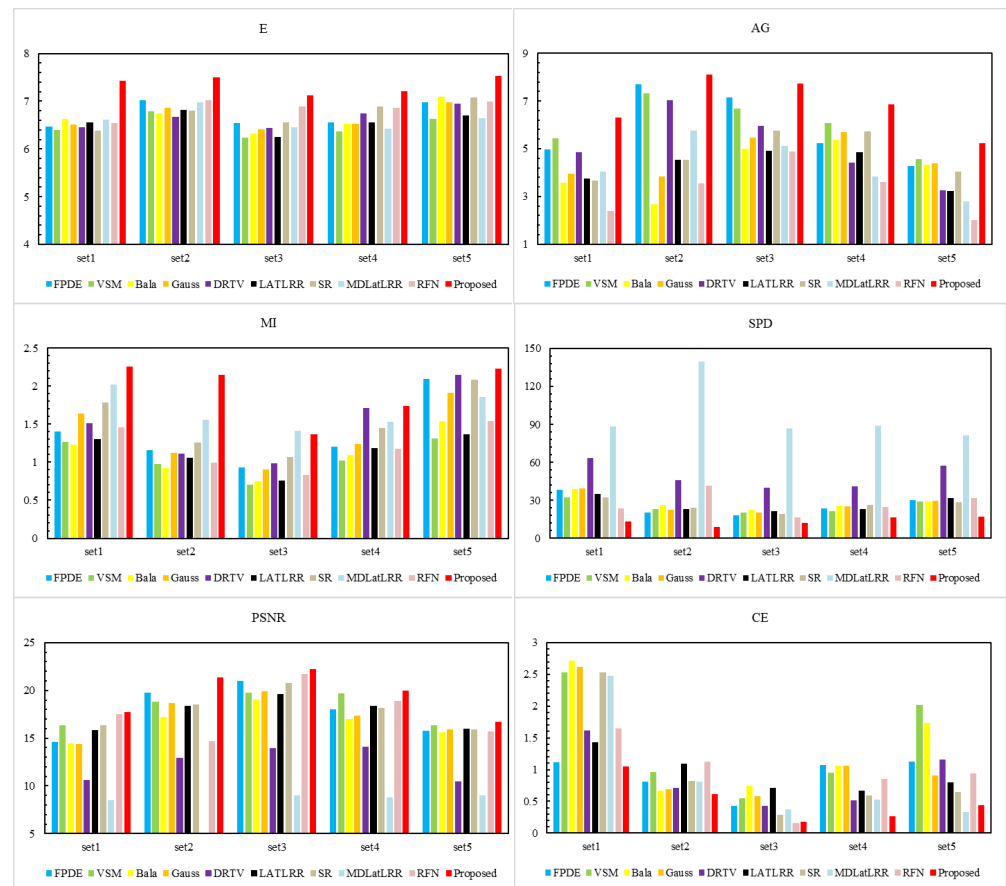 E
8
7
6
5
4
set1 set2 set3 set4 set5
FPDE VSM Bala Gauss DRTV LATLRR SR MDLatLRR RFN Proposed
AG
9
7
5
3
1
set1 set2 set3 set4 set5
FPDE VSM Bala Gauss DRTV LATLRR SR MDLatLRR RFN Proposed
MI
2.5
2
1.5
1
0.5
0
set1 set2 set3 set4 set5
FPDE VSM Bala Gauss DRTV LATLRR SR MDLatLRR RFN Proposed
SPD
150
120
90
60
30
0
set1 set2 set3 set4 set5
FPDE VSM Bala Gauss DRTV LATLRR SR MDLatLRR RFN Proposed
PSNR
25
20
15
10
5
set1 set2 set3 set4 set5
FPDE VSM Bala Gauss DRTV LATLRR SR MDLatLRR RFN Proposed
CE
3
2.5
2
1.5
1
0.5
0
set1 set2 set3 set4 set5
FPDE VSM Bala Gauss DRTV LATLRR SR MDLatLRR RFN Proposed